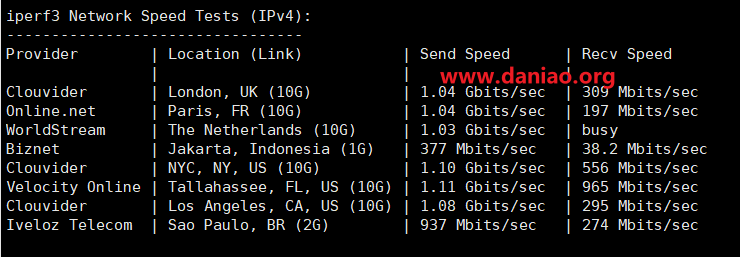 iperf3 Network Speed Tests (IPv4):
---------------------------------
Provider | Location (Link) | Send Speed | Recv Speed
| | |
www.daniao.org
Clouvider | London, UK (10G) | 1.04 Gbits/sec | 309 Mbits/sec
Online.net | Paris, FR (10G) | 1.04 Gbits/sec | 197 Mbits/sec
WorldStream | The Netherlands (10G) | 1.03 Gbits/sec | busy
Biznet | Jakarta, Indonesia (1G) | 377 Mbits/sec | 38.2 Mbits/sec
Clouvider | NYC, NY, US (10G) | 1.10 Gbits/sec | 556 Mbits/sec
Velocity Online | Tallahassee, FL, US (10G) | 1.11 Gbits/sec | 965 Mbits/sec
Clouvider | Los Angeles, CA, US (10G) | 1.08 Gbits/sec | 295 Mbits/sec
Iveloz Telecom | Sao Paulo, BR (2G) | 937 Mbits/sec | 274 Mbits/sec